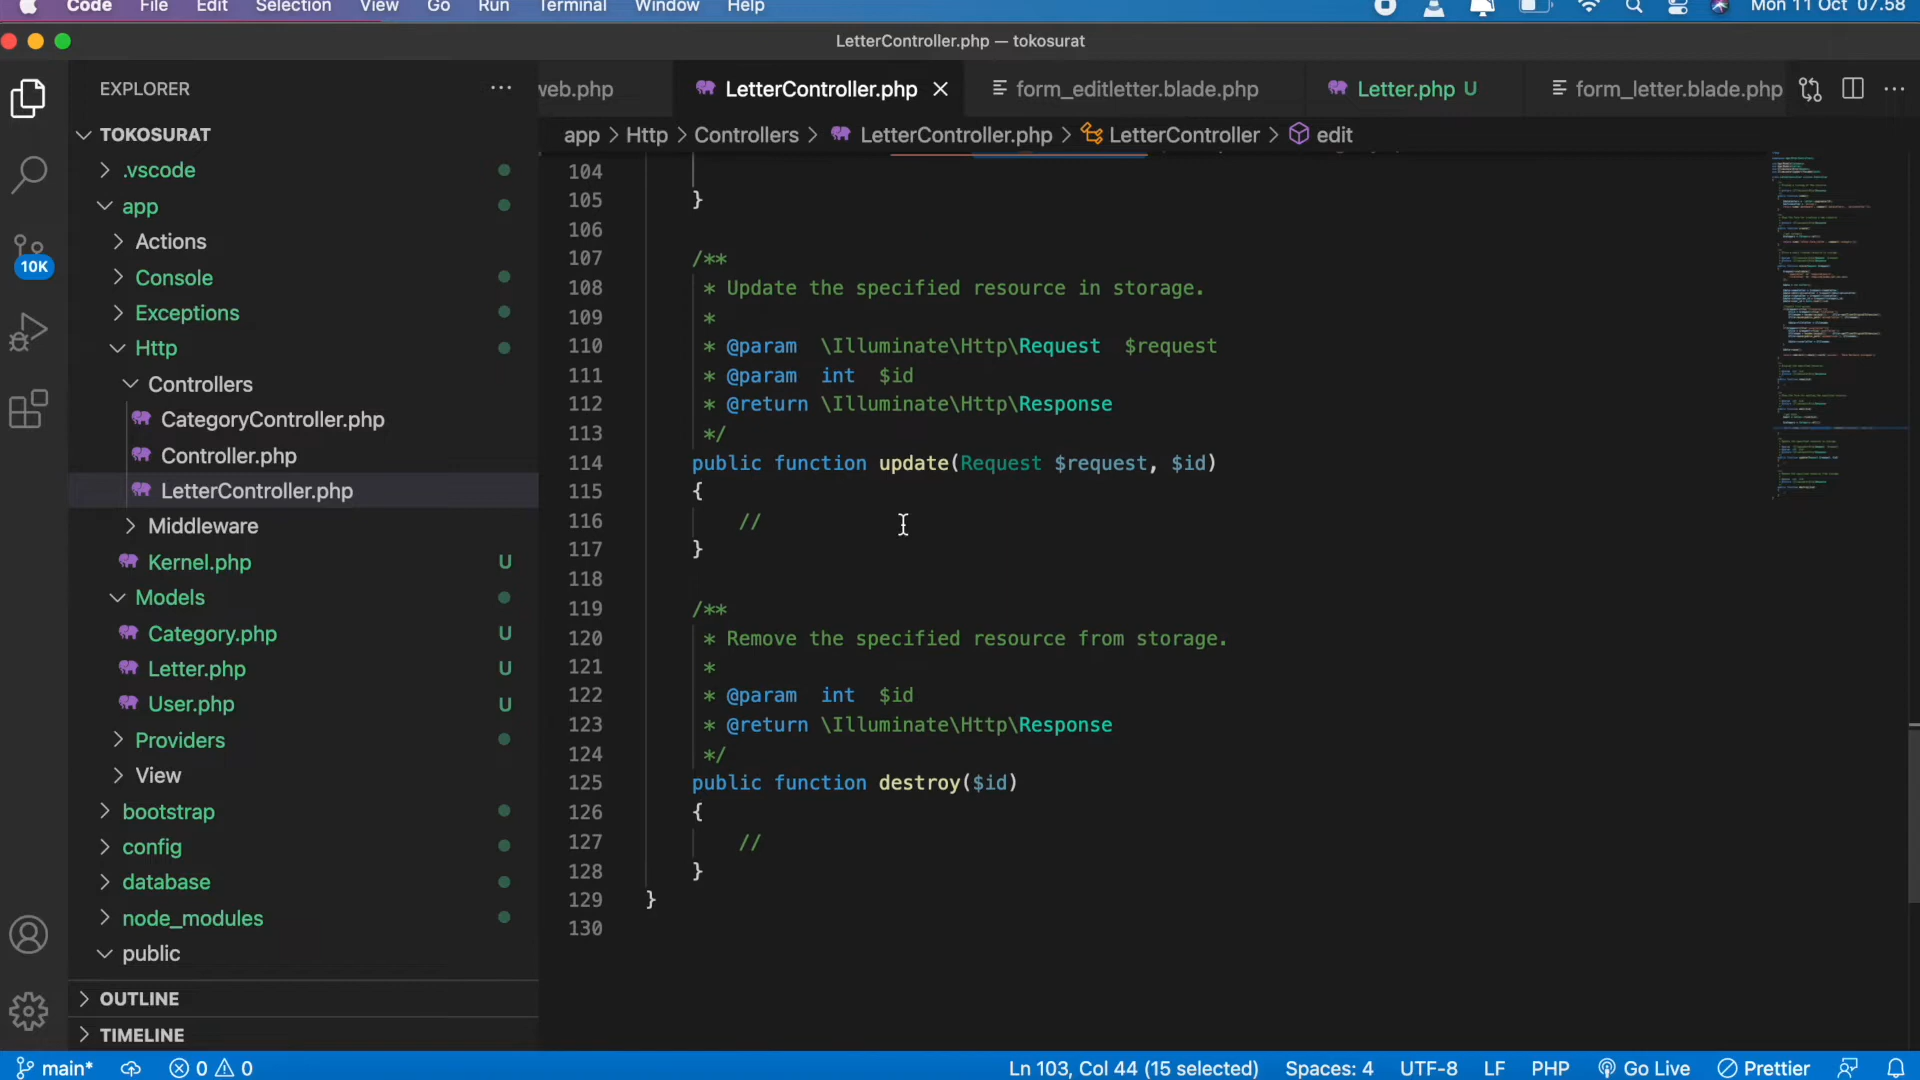 Code File Edit Selection View Go Run Terminal Window Help Mon 11 Oct 07.58
LetterController.php — tokosurat
EXPLORER
web.php LetterController.php form_editletter.blade.php Letter.php U form_letter.blade.php
app > Http > Controllers > LetterController.php > LetterController > edit
TOKOSURAT
.vscode
app
Actions
Console
Exceptions
Http
Controllers
CategoryController.php
Controller.php
LetterController.php
Middleware
Kernel.php U
Models
Category.php U
Letter.php U
User.php U
Providers
View
bootstrap
config
database
node_modules
public
OUTLINE
TIMELINE
10K
104
105 }
106
107 /**
108 * Update the specified resource in storage.
109 *
110 * @param \Illuminate\Http\Request $request
111 * @param int $id
112 * @return \Illuminate\Http\Response
113 */
114 public function update(Request $request, $id)
115 {
116 //
117 }
118
119 /**
120 * Remove the specified resource from storage.
121 *
122 * @param int $id
123 * @return \Illuminate\Http\Response
124 */
125 public function destroy($id)
126 {
127 //
128 }
129 }
130
main* 0 0 Ln 103, Col 44 (15 selected) Spaces: 4 UTF-8 LF PHP Go Live Prettier